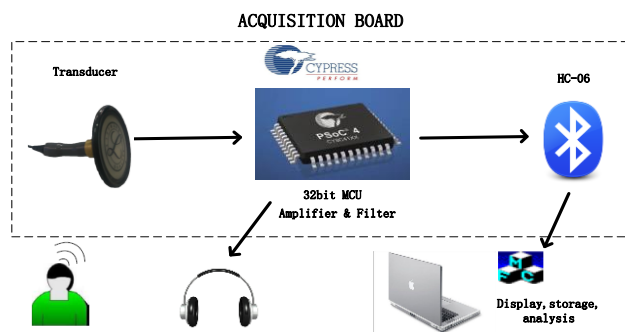 ACQUISITION BOARD
Transducer
CYPRESS
PERFORM
HC-06
PSoC® 4
32bit MCU
Amplifier & Filter
M
C
Display, storage,
analysis